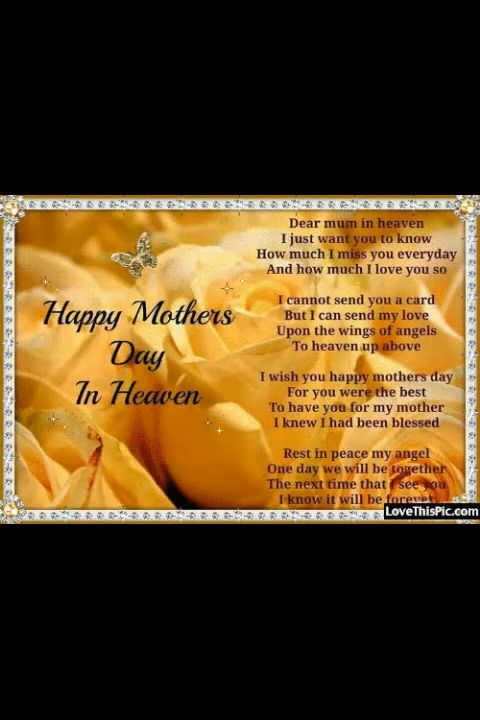 Happy Mothers
Day
In Heaven
Dear mum in heaven
I just want you to know
How much I miss you everyday
And how much I love you so
I cannot send you a card
But I can send my love
Upon the wings of angels
To heaven up above
I wish you happy mothers day
For you were the best
To have you for my mother
I knew I had been blessed
Rest in peace my angel
One day we will be together
The next time that I see you
I know it will be forever
LovеThisPic.com